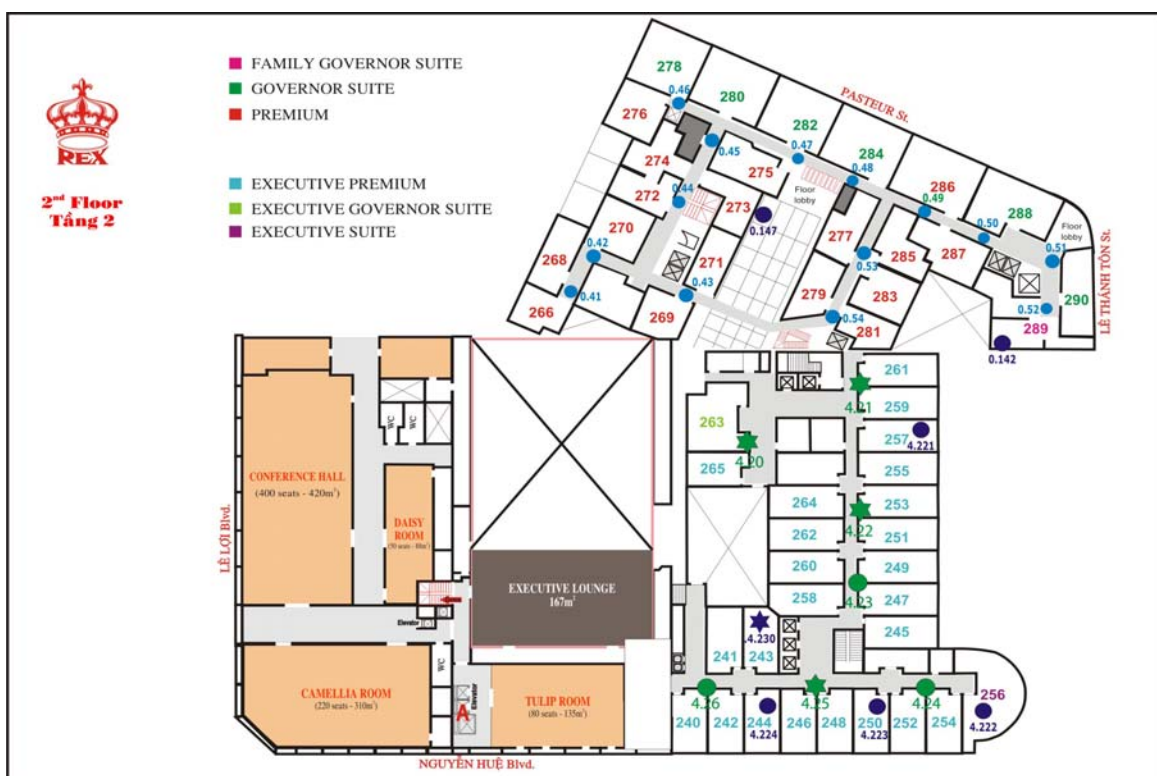 REX
2nd Floor
Tầng 2
FAMILY GOVERNOR SUITE
GOVERNOR SUITE
PREMIUM
EXECUTIVE PREMIUM
EXECUTIVE GOVERNOR SUITE
EXECUTIVE SUITE
PASTEUR St.
LÊ THÁNH TÔN St.
278
0.46
280
276
282
0.45
0.47
284
274
275
0.48
286
0.49
272
0.44
273
Floor
lobby
0.147
288
0.50
Floor
lobby
270
277
285
287
0.51
0.42
268
271
0.53
0.43
0.41
279
283
290
266
269
0.54
281
0.52
289
0.142
261
4.21
259
263
257
4.221
4.20
265
255
264
253
4.22
262
251
260
249
258
4.23
247
245
4.230
241
243
256
4.26
4.25
4.24
240
242
244
4.224
246
248
250
4.223
252
254
4.222
CONFERENCE HALL
(400 seats - 420m²)
WC
WC
DAISY
ROOM
(50 seats - 80m²)
EXECUTIVE LOUNGE
167m²
Elevator
WC
CAMELLIA ROOM
(220 seats - 310m²)
Elevator
A
TULIP ROOM
(80 seats - 135m²)
LÊ LỢI Blvd.
NGUYỄN HUỆ Blvd.